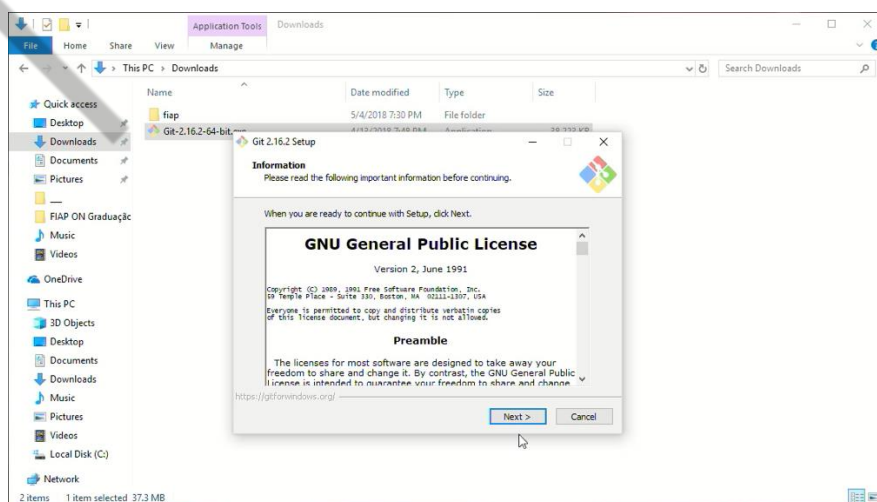 Application Tools
Downloads
File
Home
Share
View
Manage
This PC > Downloads
Search Downloads
Name
Date modified
Type
Size
Quick access
Desktop
Downloads
Documents
Pictures
__
FIAP ON Graduação
Music
Videos
OneDrive
This PC
3D Objects
Desktop
Documents
Downloads
Music
Pictures
Videos
Local Disk (C:)
Network
fiap
5/4/2018 7:30 PM
File folder
Git-2.16.2-64-bit.exe
Application
Git 2.16.2 Setup
Information
Please read the following important information before continuing.
When you are ready to continue with Setup, click Next.
GNU General Public License
Version 2, June 1991
Copyright (C) 1989, 1991 Free Software Foundation, Inc.
59 Temple Place - Suite 330, Boston, MA 02111-1307, USA
Everyone is permitted to copy and distribute verbatim copies
of this license document, but changing it is not allowed.
Preamble
The licenses for most software are designed to take away your
freedom to share and change it. By contrast, the GNU General Public
License is intended to guarantee your freedom to share and change
https://gitforwindows.org/
Next >
Cancel
2 items
1 item selected 37.3 MB